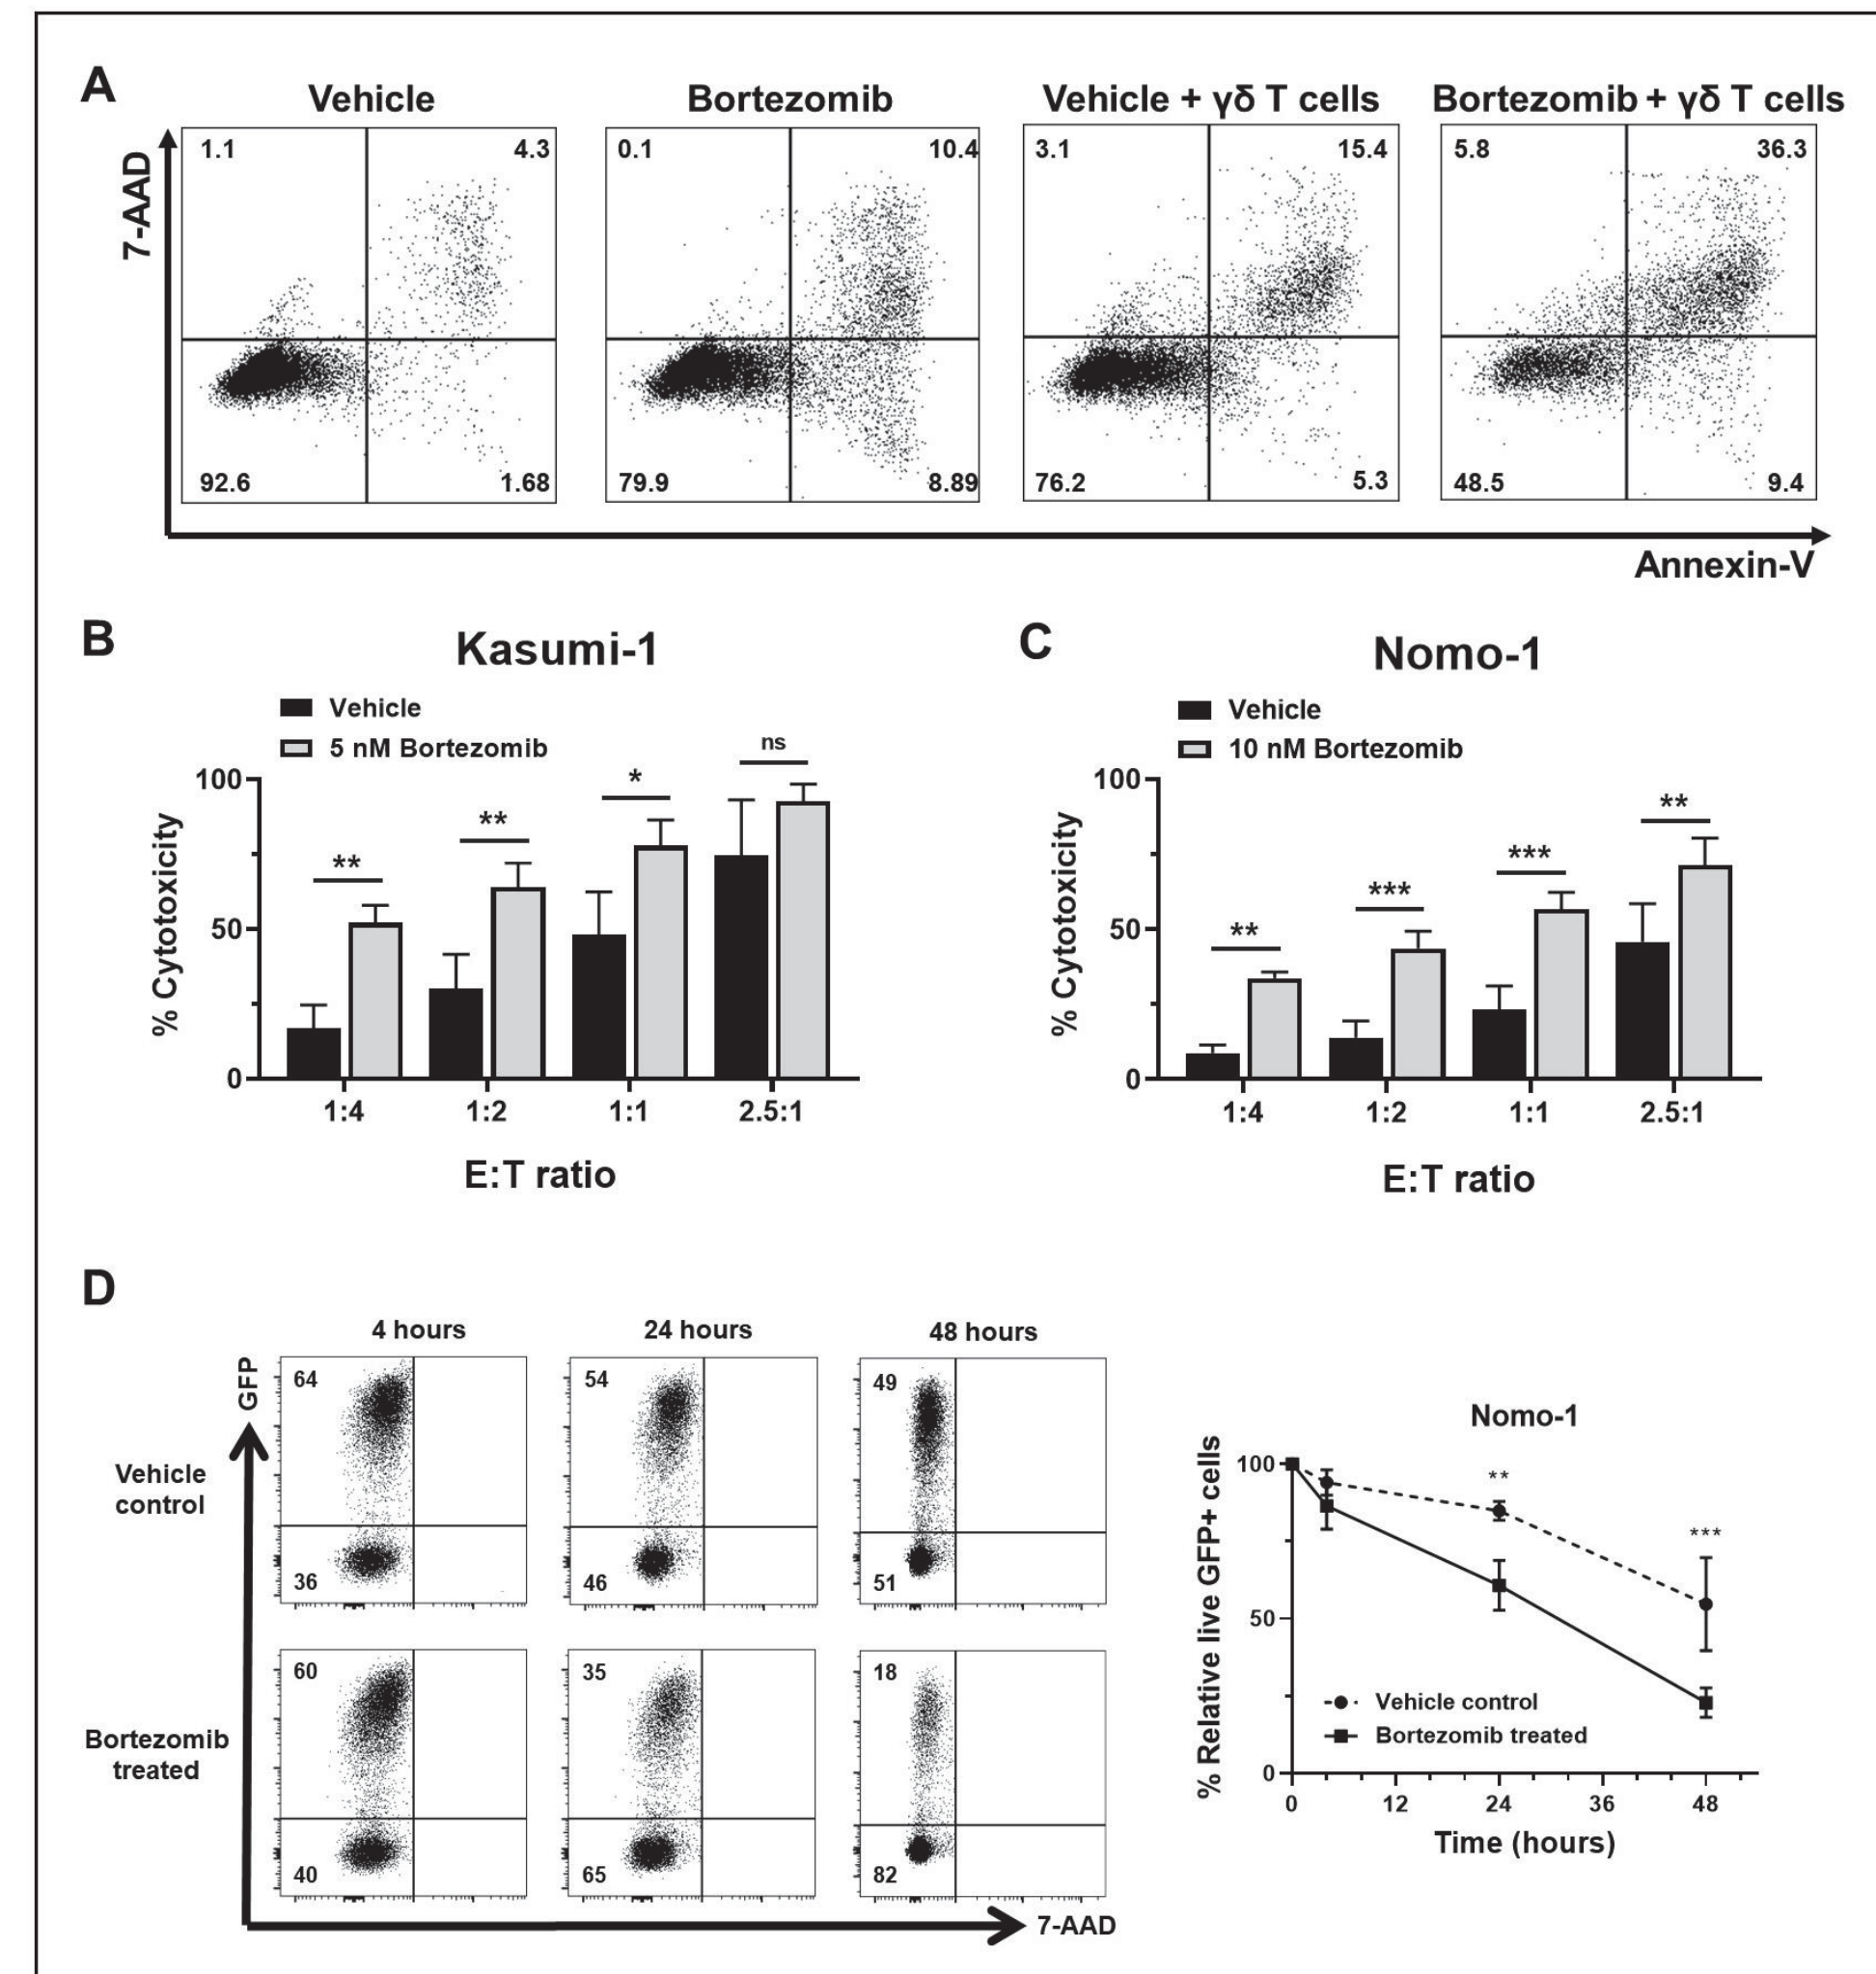 A
Vehicle
Bortezomib
Vehicle + γδ T cells
Bortezomib + γδ T cells
7-AAD
1.1
4.3
92.6
1.68
0.1
10.4
79.9
8.89
3.1
15.4
76.2
5.3
5.8
36.3
48.5
9.4
Annexin-V
B
Kasumi-1
Vehicle
5 nM Bortezomib
% Cytotoxicity
100
50
0
**
**
*
ns
1:4
1:2
1:1
2.5:1
E:T ratio
C
Nomo-1
Vehicle
10 nM Bortezomib
% Cytotoxicity
100
50
0
**
***
***
**
1:4
1:2
1:1
2.5:1
E:T ratio
D
4 hours
24 hours
48 hours
GFP
Vehicle
control
64
36
54
46
49
51
Bortezomib
treated
60
40
35
65
18
82
7-AAD
Nomo-1
% Relative live GFP+ cells
100
50
0
**
***
Vehicle control
Bortezomib treated
0
12
24
36
48
Time (hours)